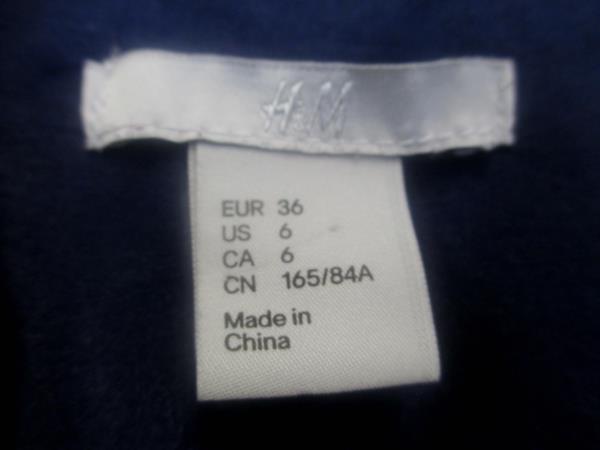 H&M
EUR 36
US 6
CA 6
CN 165/84A
Made in
China